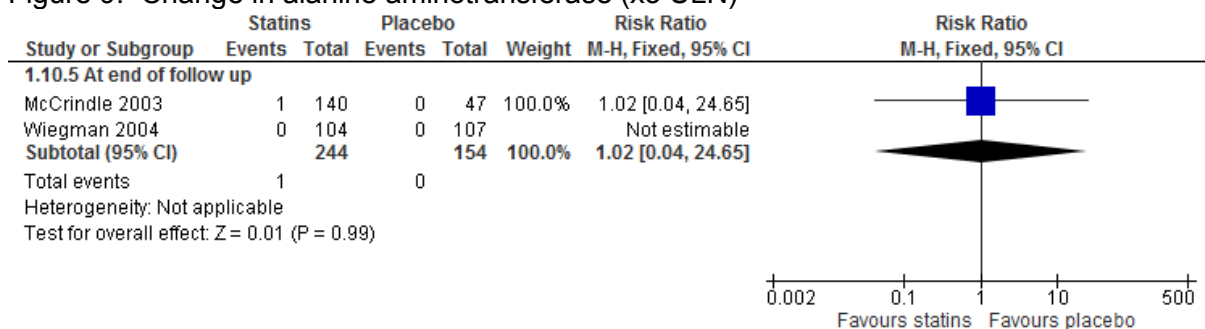 Figure 9: Change in alanine aminotransferase (x3 ULN)
Statins Placebo Risk Ratio Risk Ratio
Study or Subgroup Events Total Events Total Weight M-H, Fixed, 95% CI M-H, Fixed, 95% CI
1.10.5 At end of follow up
McCrindle 2003 1 140 0 47 100.0% 1.02 [0.04, 24.65]
Wiegman 2004 0 104 0 107 Not estimable
Subtotal (95% CI) 244 154 100.0% 1.02 [0.04, 24.65]
Total events 1 0
Heterogeneity: Not applicable
Test for overall effect: Z = 0.01 (P = 0.99)
0.002 0.1 1 10 500
Favours statins Favours placebo